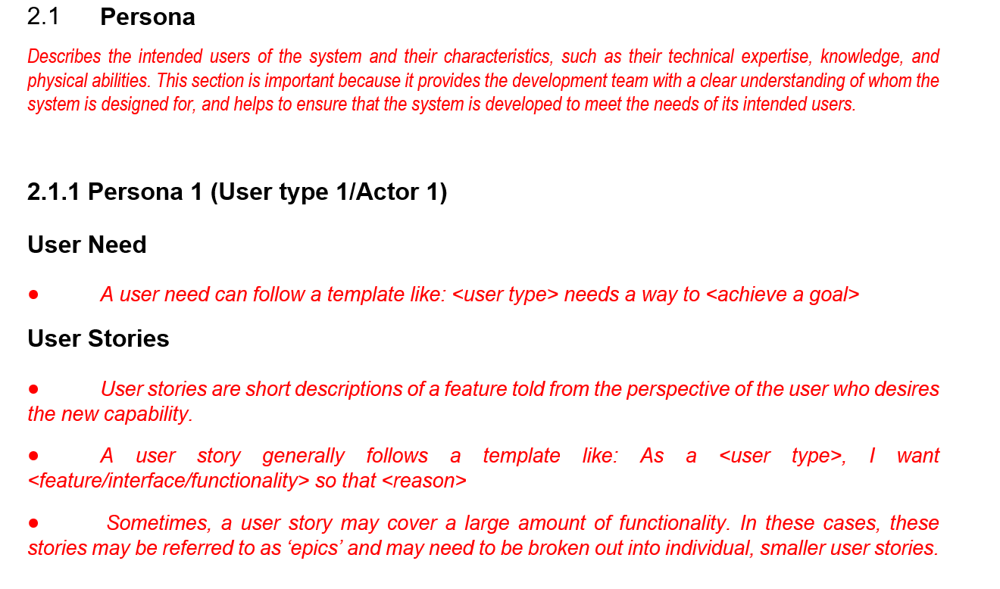 2.1 Persona
Describes the intended users of the system and their characteristics, such as their technical expertise, knowledge, and
physical abilities. This section is important because it provides the development team with a clear understanding of whom the
system is designed for, and helps to ensure that the system is developed to meet the needs of its intended users.
2.1.1 Persona 1 (User type 1/Actor 1)
User Need
● A user need can follow a template like: <user type> needs a way to <achieve a goal>
User Stories
● User stories are short descriptions of a feature told from the perspective of the user who desires
the new capability.
● A user story generally follows a template like: As a <user type>, I want
<feature/interface/functionality> so that <reason>
● Sometimes, a user story may cover a large amount of functionality. In these cases, these
stories may be referred to as ‘epics’ and may need to be broken out into individual, smaller user stories.